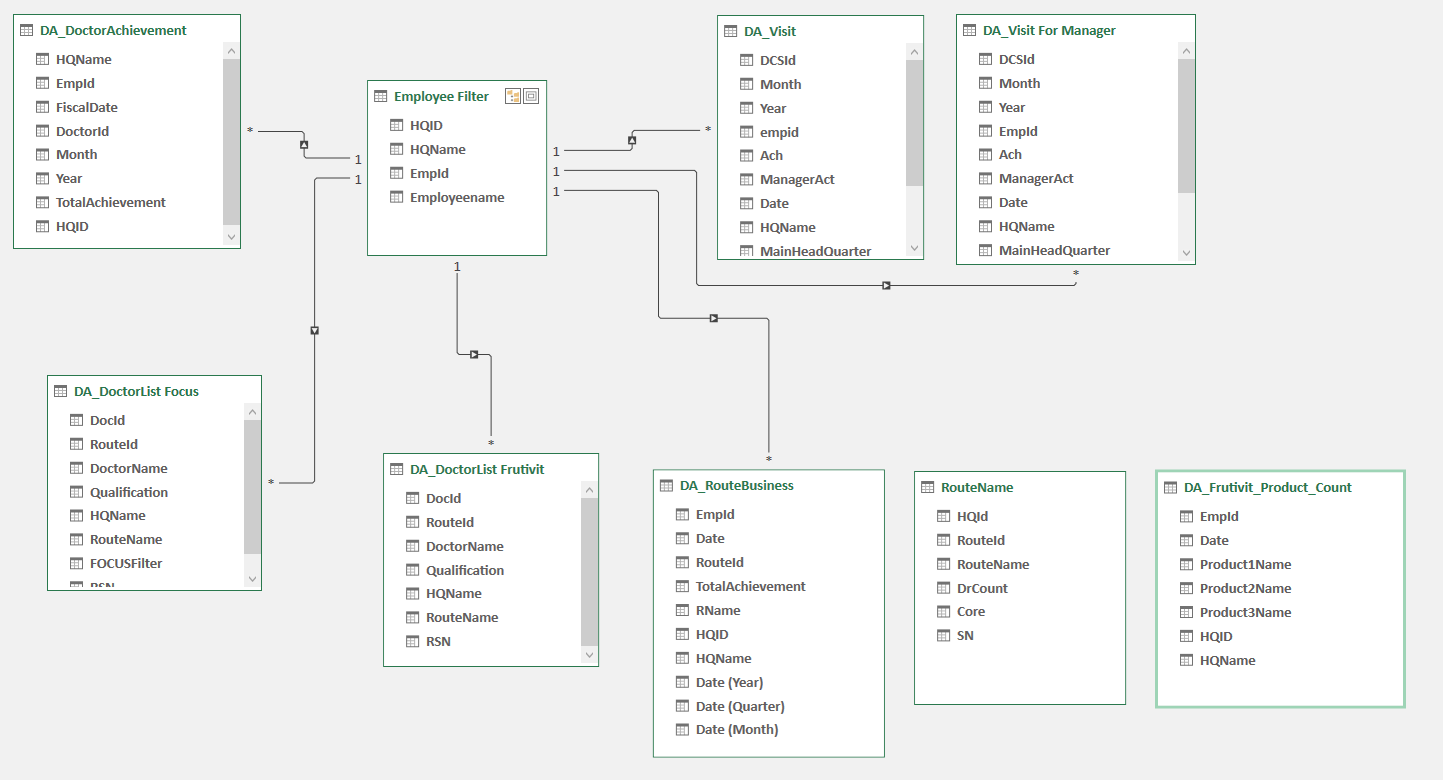 DA_DoctorAchievement
HQName
EmpId
FiscalDate
DoctorId
Month
Year
TotalAchievement
HQID
*
1
1
Employee Filter
HQID
HQName
EmpId
Employeename
1
1
1
1
*
DA_Visit
DCSId
Month
Year
empid
Ach
ManagerAct
Date
HQName
MainHeadQuarter
DA_Visit For Manager
DCSId
Month
Year
EmpId
Ach
ManagerAct
Date
HQName
MainHeadQuarter
*
DA_DoctorList Focus
DocId
RouteId
DoctorName
Qualification
HQName
RouteName
FOCUSFilter
RSN
*
*
DA_DoctorList Frutivit
DocId
RouteId
DoctorName
Qualification
HQName
RouteName
RSN
*
DA_RouteBusiness
EmpId
Date
RouteId
TotalAchievement
RName
HQID
HQName
Date (Year)
Date (Quarter)
Date (Month)
RouteName
HQId
RouteId
RouteName
DrCount
Core
SN
DA_Frutivit_Product_Count
EmpId
Date
Product1Name
Product2Name
Product3Name
HQID
HQName